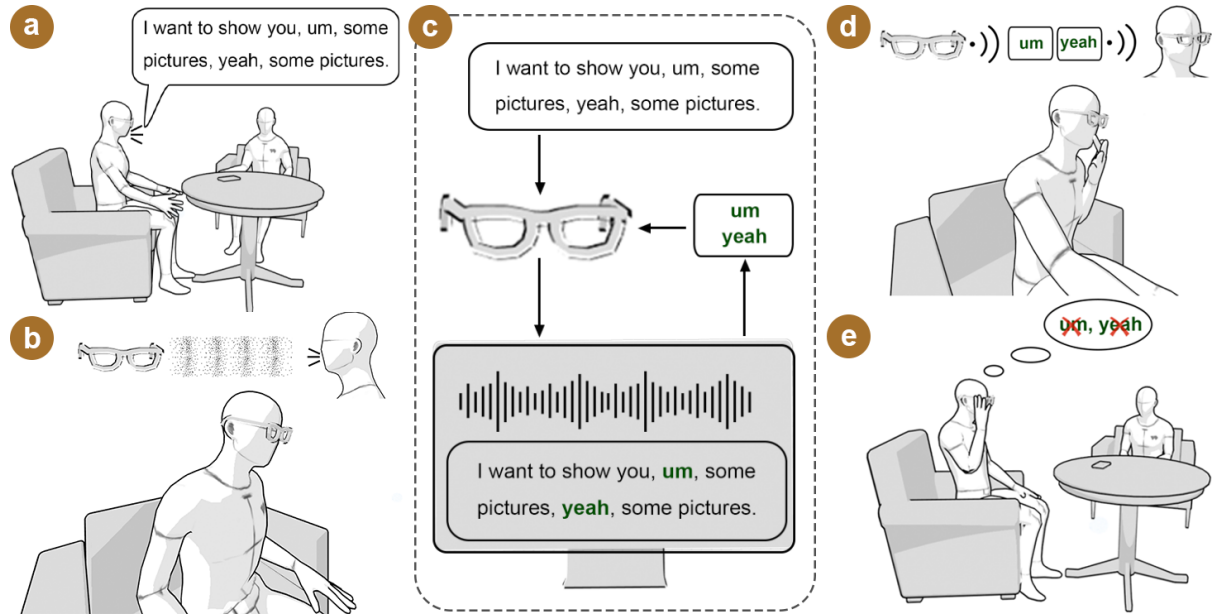 a
I want to show you, um, some
pictures, yeah, some pictures.
b
c
I want to show you, um, some
pictures, yeah, some pictures.
um
yeah
I want to show you, um, some
pictures, yeah, some pictures.
d
um yeah
e
um, yeah